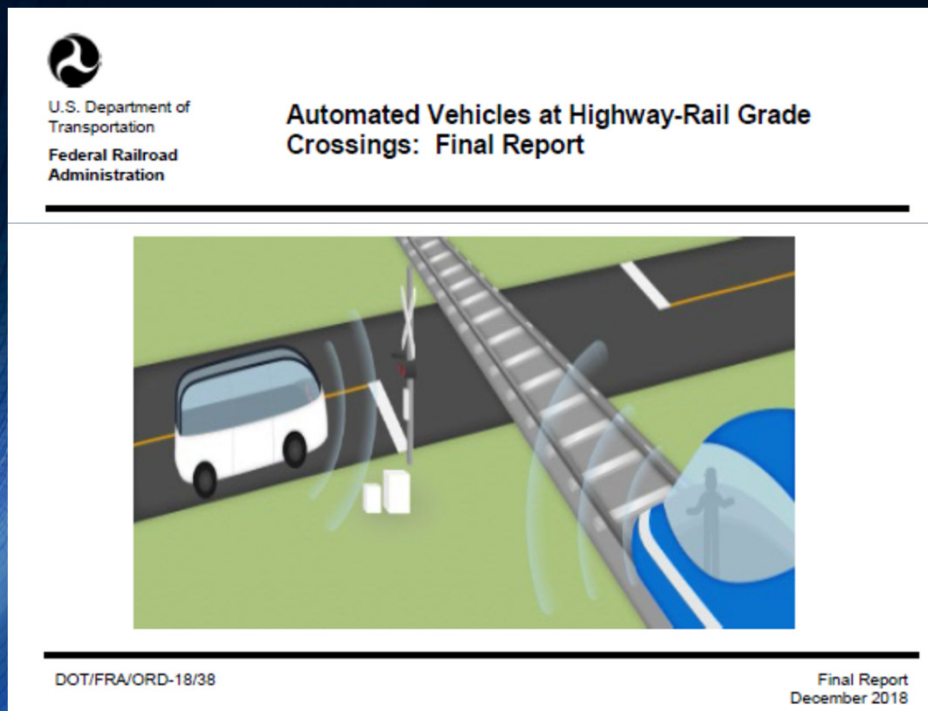 U.S. Department of
Transportation
Federal Railroad
Administration
Automated Vehicles at Highway-Rail Grade
Crossings: Final Report
DOT/FRA/ORD-18/38
Final Report
December 2018